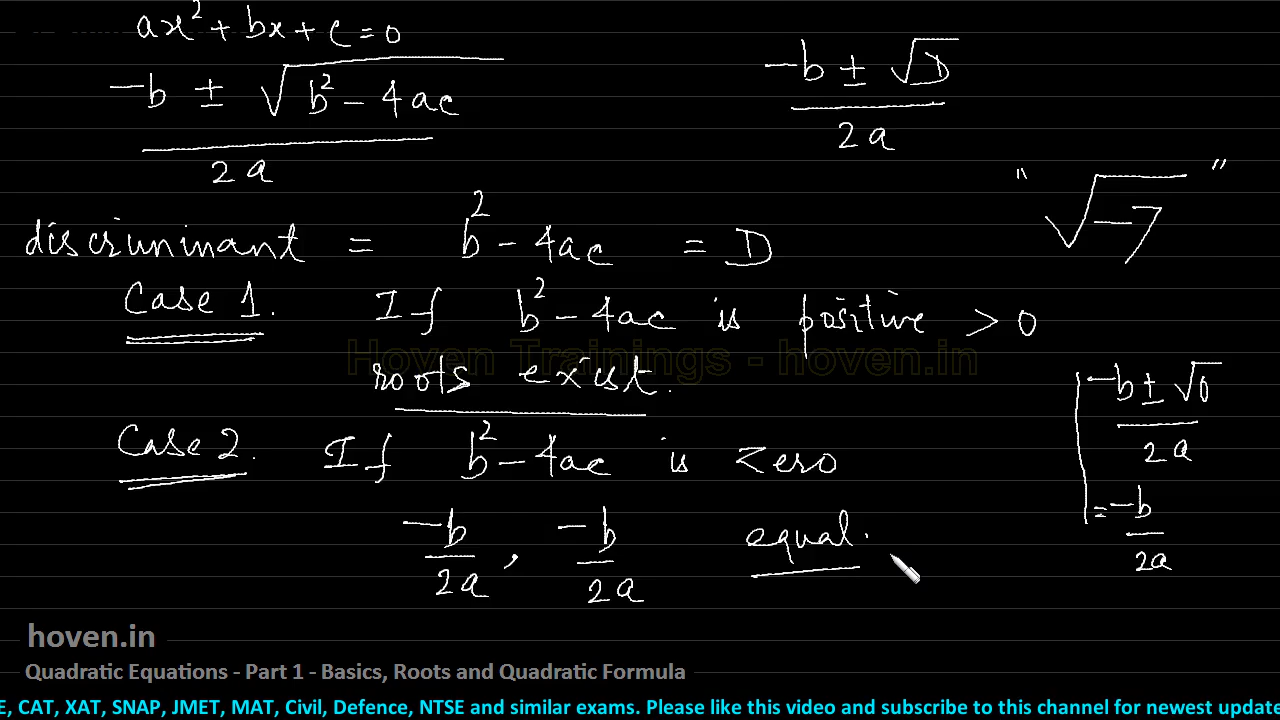 ax² + bx + c = 0
-b ± √(b² - 4ac)
2a
-b ± √D
2a
" √-7 "
discriminant = b² - 4ac = D
Case 1. If b² - 4ac is positive > 0
Hoven Trainings - hoven.in
roots exist.
-b ± √0
2a
= -b
2a
Case 2. If b² - 4ac is zero
-b/2a , -b/2a equal.
hoven.in
Quadratic Equations - Part 1 - Basics, Roots and Quadratic Formula
E, CAT, XAT, SNAP, JMET, MAT, Civil, Defence, NTSE and similar exams. Please like this video and subscribe to this channel for newest update